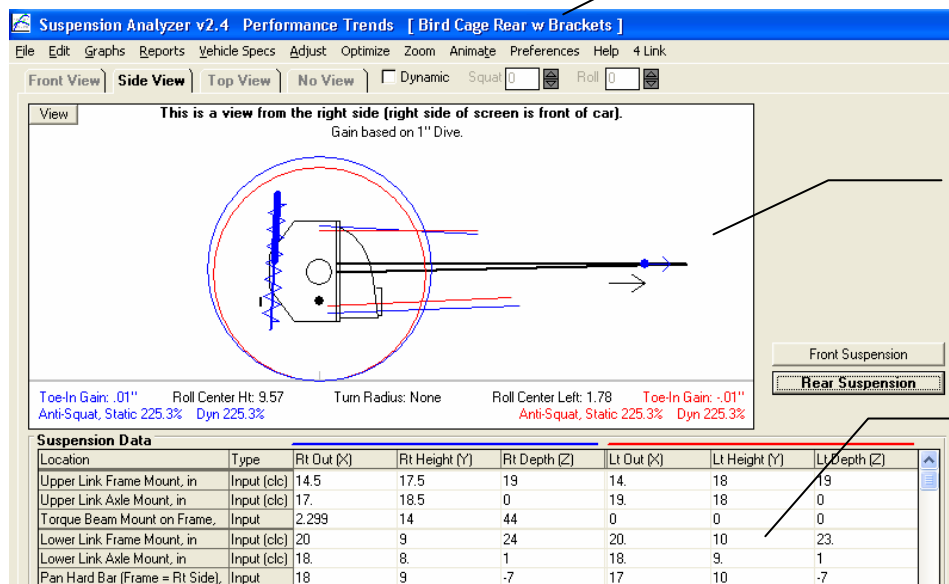 Suspension Analyzer v2.4   Performance Trends   [ Bird Cage Rear w Brackets ]
File Edit Graphs Reports Vehicle Specs Adjust Optimize Zoom Animate Preferences Help 4 Link
Front View Side View Top View No View Dynamic Squat 0 Roll 0
View This is a view from the right side (right side of screen is front of car).
Gain based on 1" Dive.
Front Suspension
Rear Suspension
Toe-In Gain: .01" Roll Center Ht: 9.57 Turn Radius: None Roll Center Left: 1.78 Toe-In Gain: -.01"
Anti-Squat, Static 225.3% Dyn 225.3% Anti-Squat, Static 225.3% Dyn 225.3%
Suspension Data
Location Type Rt Out (X) Rt Height (Y) Rt Depth (Z) Lt Out (X) Lt Height (Y) Lt Depth (Z)
Upper Link Frame Mount, in Input (clc) 14.5 17.5 19 14. 18 19
Upper Link Axle Mount, in Input (clc) 17. 18.5 0 19. 18 0
Torque Beam Mount on Frame, Input 2.299 14 44 0 0 0
Lower Link Frame Mount, in Input (clc) 20 9 24 20. 10 23.
Lower Link Axle Mount, in Input (clc) 18. 8. 1 18. 9. 1
Pan Hard Bar (Frame = Rt Side), Input 18 9 -7 17 10 -7